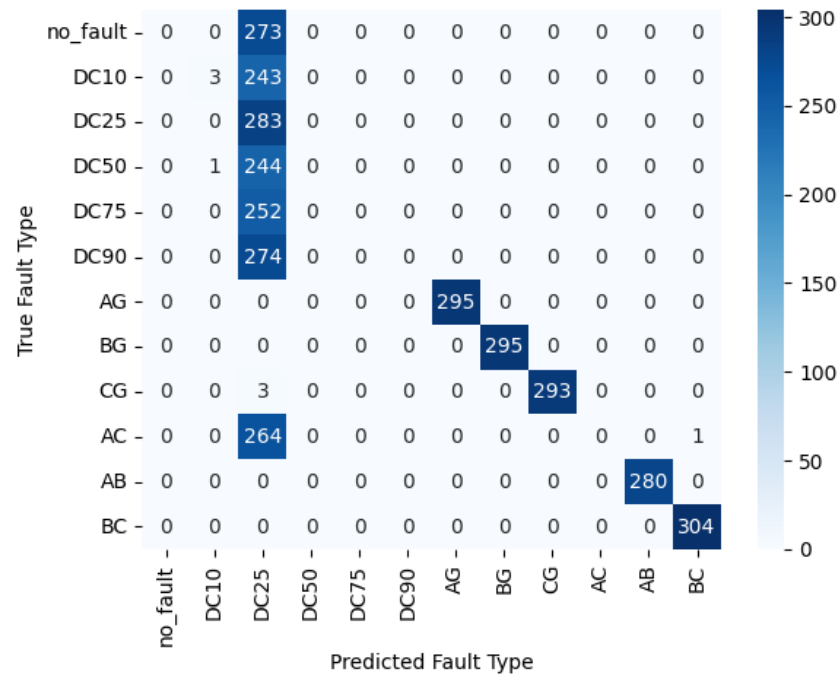 no_fault 0 0 273 0 0 0 0 0 0 0 0 0
DC10 0 3 243 0 0 0 0 0 0 0 0 0
DC25 0 0 283 0 0 0 0 0 0 0 0 0
DC50 0 1 244 0 0 0 0 0 0 0 0 0
DC75 0 0 252 0 0 0 0 0 0 0 0 0
DC90 0 0 274 0 0 0 0 0 0 0 0 0
AG 0 0 0 0 0 0 295 0 0 0 0 0
BG 0 0 0 0 0 0 0 295 0 0 0 0
CG 0 0 3 0 0 0 0 0 293 0 0 0
AC 0 0 264 0 0 0 0 0 0 0 0 1
AB 0 0 0 0 0 0 0 0 0 0 280 0
BC 0 0 0 0 0 0 0 0 0 0 0 304
True Fault Type
no_fault DC10 DC25 DC50 DC75 DC90 AG BG CG AC AB BC
Predicted Fault Type
300
250
200
150
100
50
0